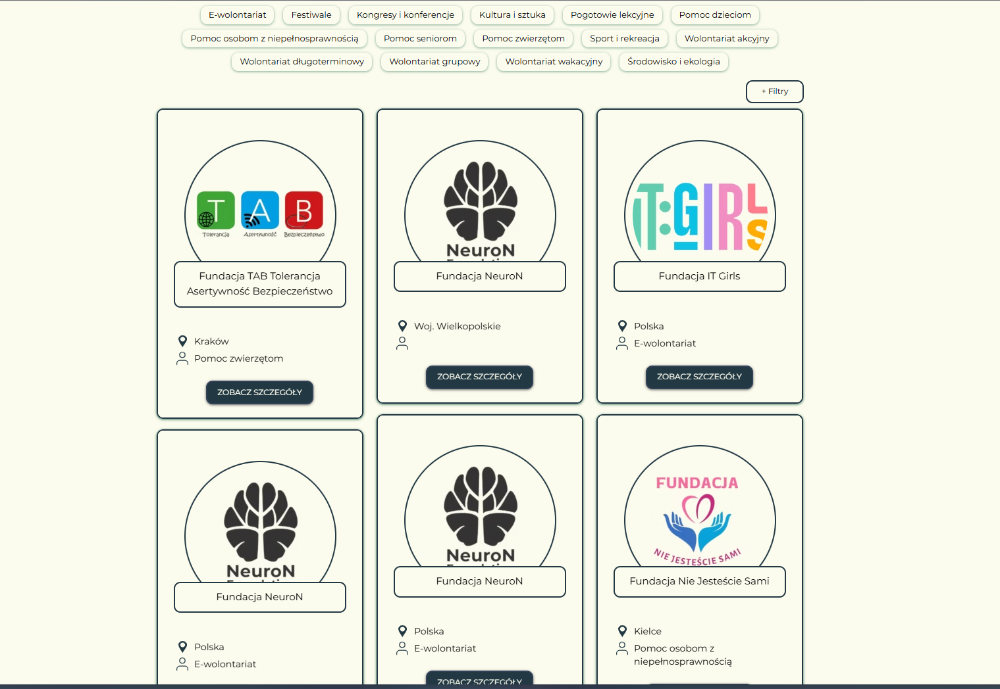 E-wolontariat
Festiwale
Kongresy i konferencje
Kultura i sztuka
Pogotowie lekcyjne
Pomoc dzieciom
Pomoc osobom z niepełnosprawnością
Pomoc seniorom
Pomoc zwierzętom
Sport i rekreacja
Wolontariat akcyjny
Wolontariat długoterminowy
Wolontariat grupowy
Wolontariat wakacyjny
Środowisko i ekologia
+ Filtry
T A B
Tolerancja Asertywność Bezpieczeństwo
Fundacja TAB Tolerancja
Asertywność Bezpieczeństwo
Kraków
Pomoc zwierzętom
ZOBACZ SZCZEGÓŁY
NeuroN
Fundacja NeuroN
Woj. Wielkopolskie
ZOBACZ SZCZEGÓŁY
IT:GIRLS
Fundacja IT Girls
Polska
E-wolontariat
ZOBACZ SZCZEGÓŁY
NeuroN
Fundacja NeuroN
Polska
E-wolontariat
NeuroN
Fundacja NeuroN
Polska
E-wolontariat
ZOBACZ SZCZEGÓŁY
FUNDACJA
NIE JESTEŚCIE SAMI
Fundacja Nie Jesteście Sami
Kielce
Pomoc osobom z
niepełnosprawnością